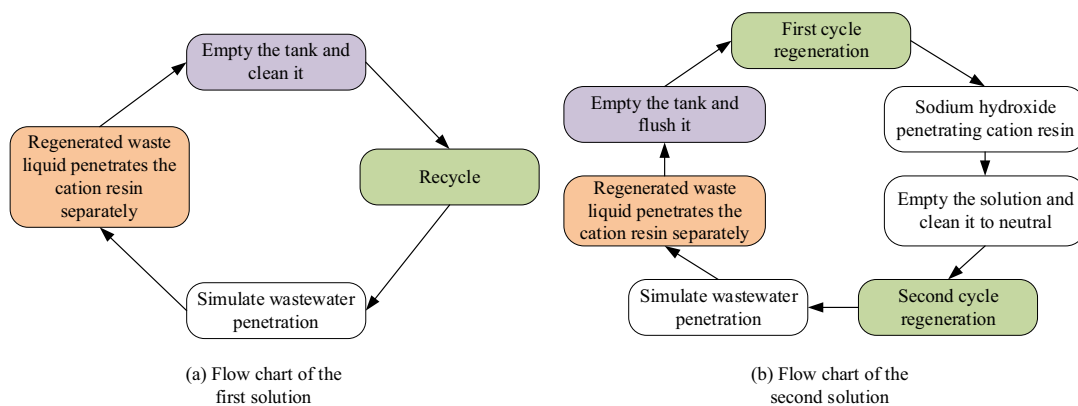 Empty the tank and
clean it
Regenerated waste
liquid penetrates the
cation resin
separately
Recycle
Simulate wastewater
penetration
(a) Flow chart of the
first solution
First cycle
regeneration
Empty the tank and
flush it
Sodium hydroxide
penetrating cation resin
Regenerated waste
liquid penetrates the
cation resin separately
Empty the solution and
clean it to neutral
Simulate wastewater
penetration
Second cycle
regeneration
(b) Flow chart of the
second solution